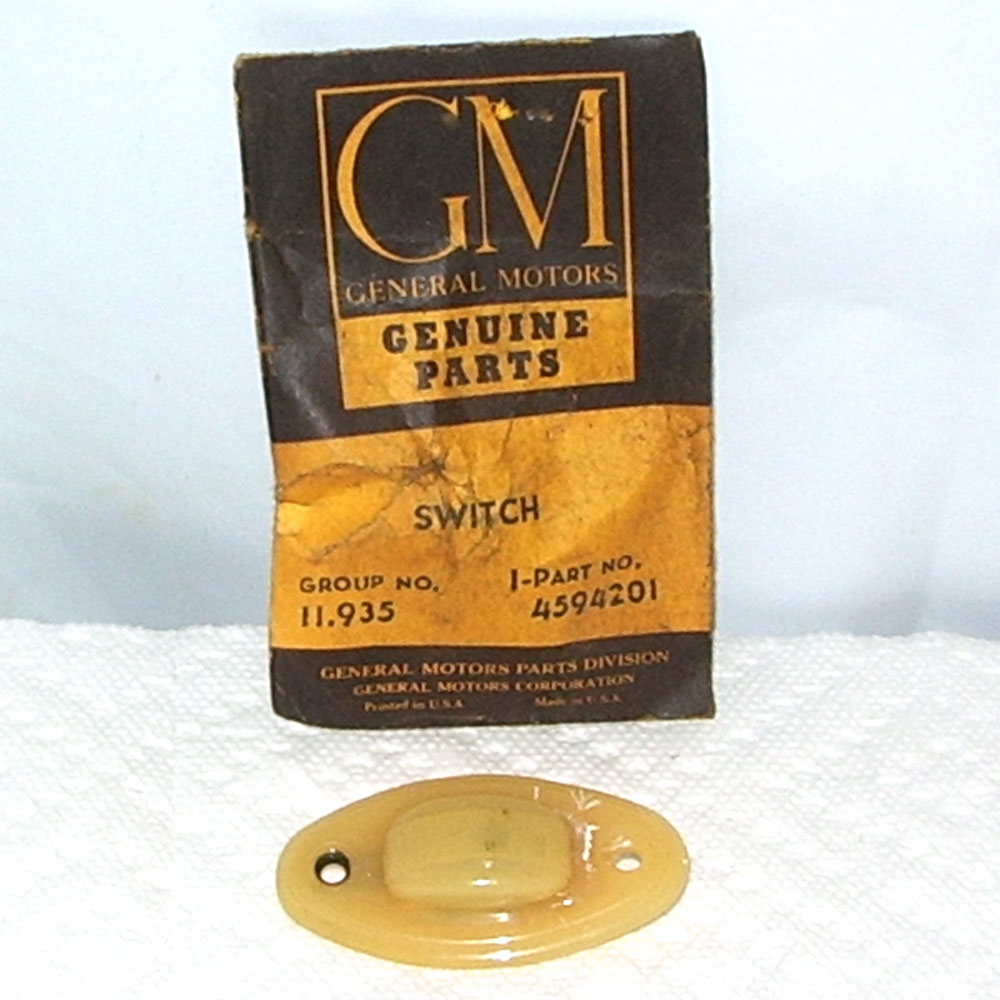 GM
GENERAL MOTORS
GENUINE
PARTS
SWITCH
GROUP NO. 1-PART NO.
11.935 4594201
GENERAL MOTORS PARTS DIVISION
GENERAL MOTORS CORPORATION
Printed in U.S.A. Made in U.S.A.